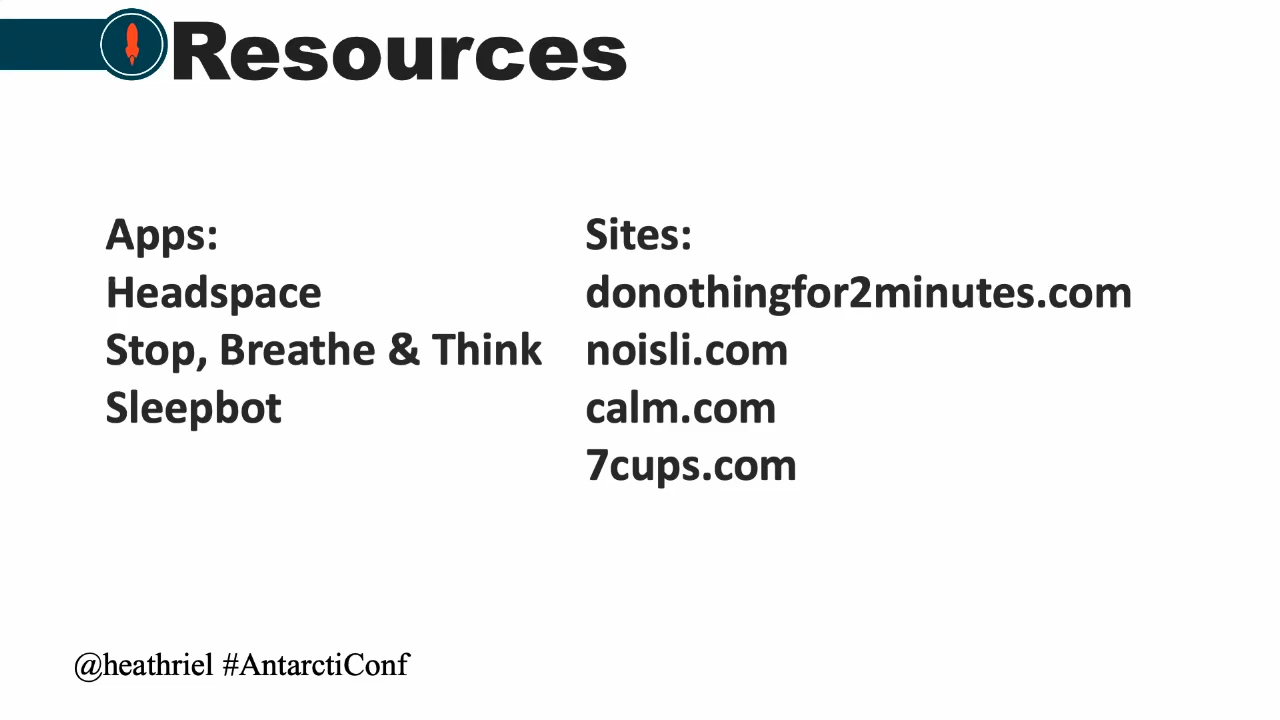 Resources
Apps:
Headspace
Stop, Breathe & Think
Sleepbot
Sites:
donothingfor2minutes.com
noisli.com
calm.com
7cups.com
@heathriel #AntarctiConf